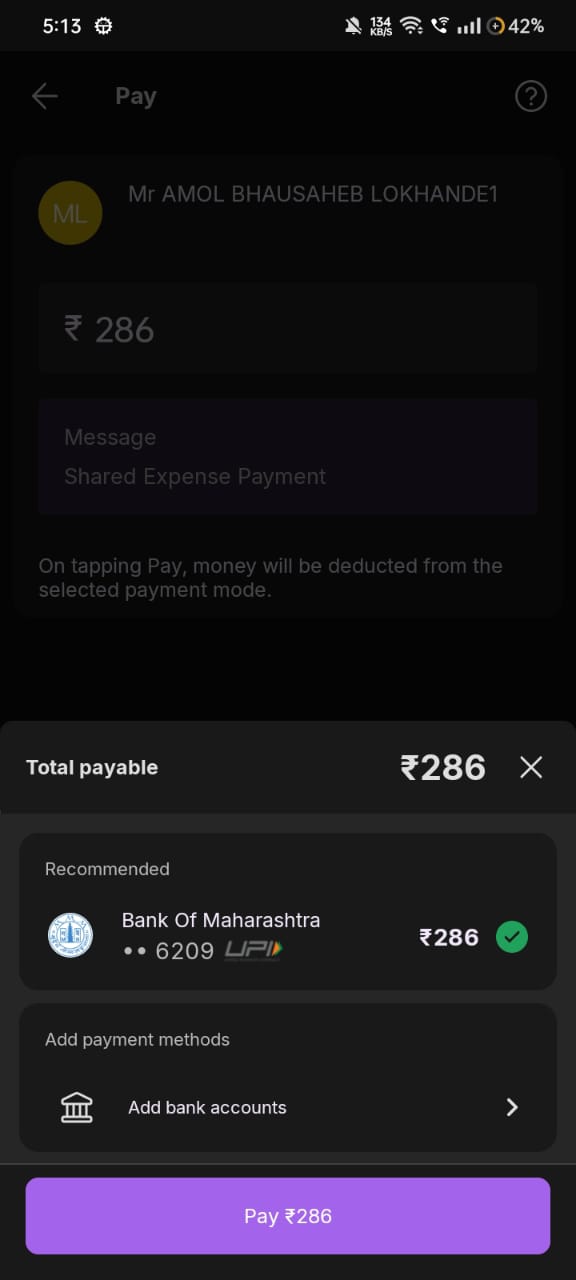 5:13
134
KB/S
42%
Pay
ML
Mr AMOL BHAUSAHEB LOKHANDE1
₹ 286
Message
Shared Expense Payment
On tapping Pay, money will be deducted from the
selected payment mode.
Total payable
₹286
Recommended
Bank Of Maharashtra
•• 6209 UPI
₹286
Add payment methods
Add bank accounts
Pay ₹286